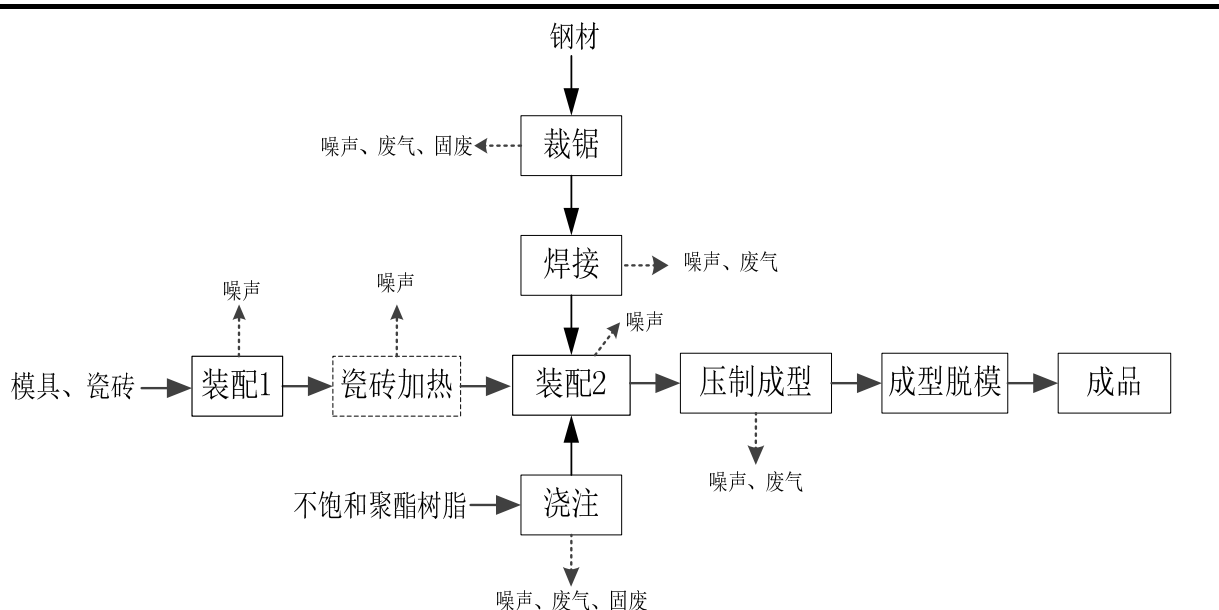 钢材
噪声、废气、固废
裁锯
焊接
噪声、废气
噪声
噪声
噪声
模具、瓷砖
装配1
瓷砖加热
装配2
压制成型
成型脱模
成品
噪声、废气
不饱和聚酯树脂
浇注
噪声、废气、固废